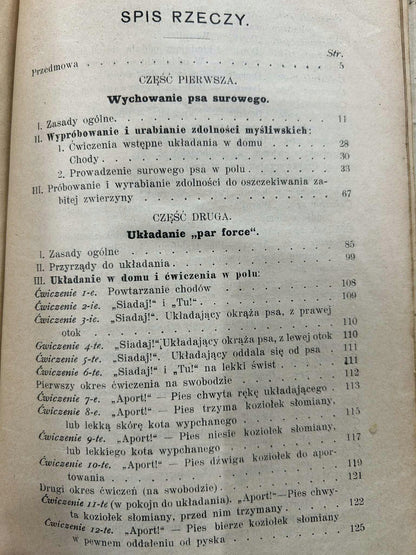 SPIS RZECZY.
Str.
Przedmowa . . . . . . . . . . 5
CZĘŚĆ PIERWSZA.
Wychowanie psa surowego.
I. Zasady ogólne . . . . . . . . . . 11
II. Wypróbowanie i urabianie zdolności myśliwskich:
1. Ćwiczenia wstępne układania w domu . . . 28
Chody . . . . . . . . . . 30
2. Prowadzenie surowego psa w polu . . . . 33
III. Próbowanie i wyrabianie zdolności do oszczekiwania za-
bitej zwierzyny . . . . . . . . . . 67
CZĘŚĆ DRUGA.
Układanie „par force“.
I. Zasady ogólne . . . . . . . . . . 85
II. Przyrządy do układania . . . . . . . . . . 99
III. Układanie w domu i ćwiczenia w polu:
Ćwiczenie 1-e. Powtarzanie chodów . . . . 108
Ćwiczenie 2-ie. „Siadaj!“ i „Tu!“ . . . . 109
Ćwiczenie 3-ie. „Siadaj!“. Układający okrąża psa, z prawej
otok . . . . . . . . . . 110
Gwiczenie 4-te. „Siadaj!“. Układający okrąża psa, z lewej otok 110
Ćwiczenie 5-te. „Siadaj!“. Układający oddala się od psa 111
Ćwiczenie 6-te. „Siadaj!“ i „Tu!“ na lekki świst . . 111
Pierwszy okres ćwiczenia na swobodzie . . . . 112
Ćwiczenie 7-e. „Aport!“ — Pies chwyta rękę układającego . 113
Ćwiczenie 8-e. „Aport!“ — Pies trzyma koziołek słomiany,
lub lekką skórę kota wypchanego . . . . 115
Ćwiczenie 9-te. „Aport!“ — Pies niesie koziołek słomiany,
lub lekkiego kota wypchanego . . . . 117
Ćwiczenie 10-te. „Aport!“ — Pies dźwiga koziołek do apor-
towania . . . . . . . . . . 119
Drugi okres ćwiczeń (na swobodzie) . . . . 121
Ćwiczenie 11-te (w pokojn do układania). „Aport!“—Pies chwy-
ta koziołek słomiany, przed nim trzymany . . 122
Ćwiczenie 12-te. „Aport!“ — Pies bierze koziołek słomiany
w pewnem oddaleniu od pyska . . . . 125